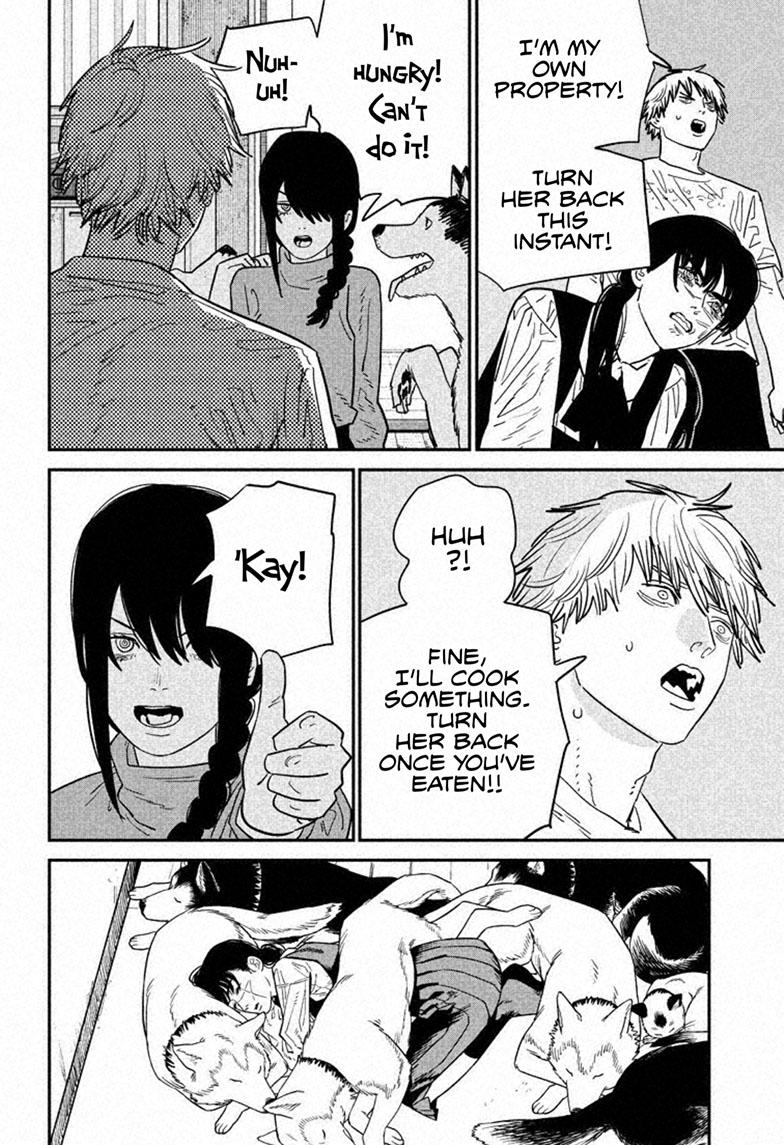 I'M MY
OWN
PROPERTY!
TURN
HER BACK
THIS
INSTANT!
I'm
HUNGRY!
Can't
do it!
NUH-
UH!
HUH
?!
FINE,
I'LL COOK
SOMETHING.
TURN
HER BACK
ONCE YOU'VE
EATEN!!
'Kay!